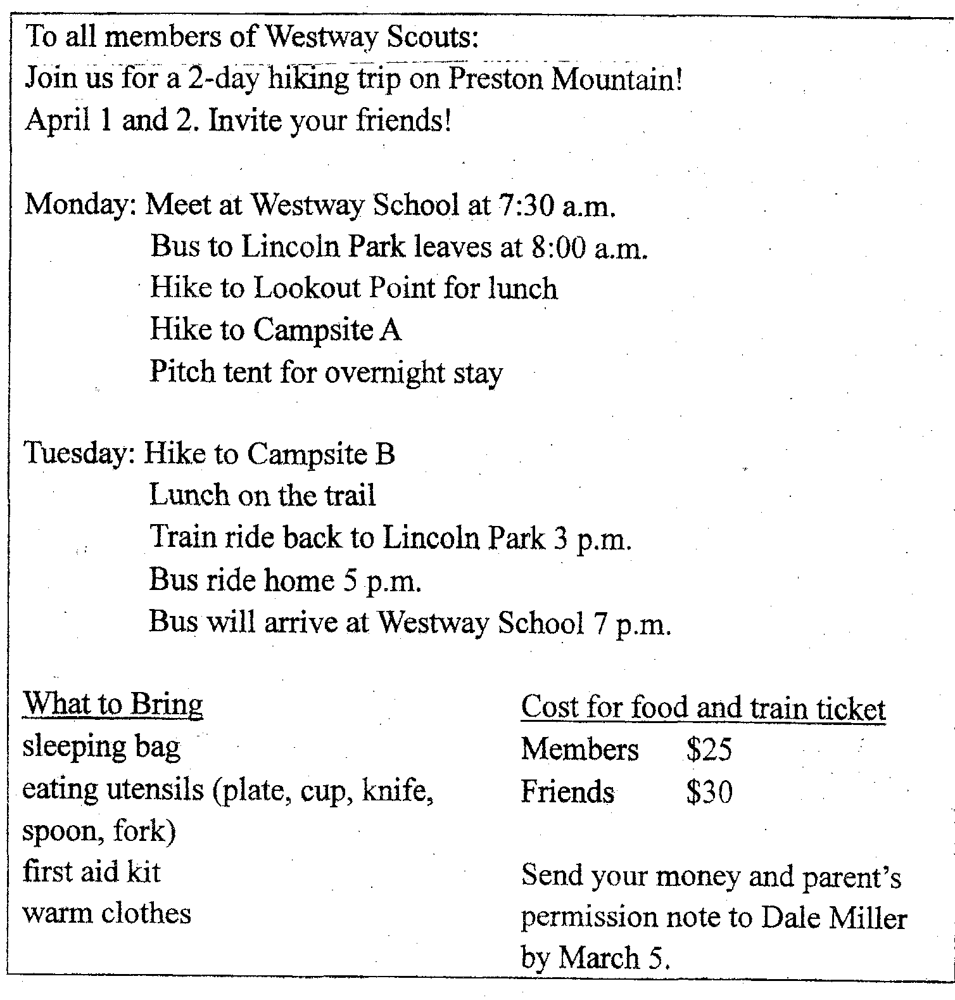 To all members of Westway Scouts:
Join us for a 2-day hiking trip on Preston Mountain!
April 1 and 2. Invite your friends!
Monday: Meet at Westway School at 7:30 a.m.
Bus to Lincoln Park leaves at 8:00 a.m.
Hike to Lookout Point for lunch
Hike to Campsite A
Pitch tent for overnight stay
Tuesday: Hike to Campsite B
Lunch on the trail
Train ride back to Lincoln Park 3 p.m.
Bus ride home 5 p.m.
Bus will arrive at Westway School 7 p.m.
What to Bring
sleeping bag
eating utensils (plate, cup, knife,
spoon, fork)
first aid kit
warm clothes
Cost for food and train ticket
Members $25
Friends $30
Send your money and parent's
permission note to Dale Miller
by March 5.